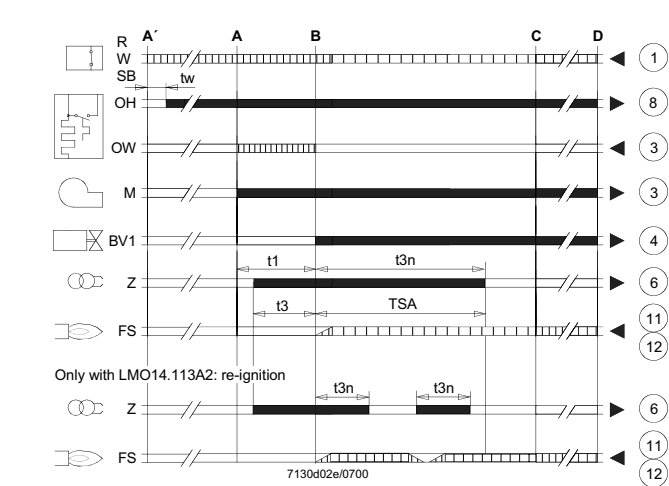 A´ A B C D
R
W 1
SB tw
OH 8
OW 3
M 3
BV1 4
t1 t3n
Z 6
t3 TSA
11
FS
12
Only with LMO14.113A2: re-ignition
t3n t3n
Z 6
11
FS
12
7130d02e/0700